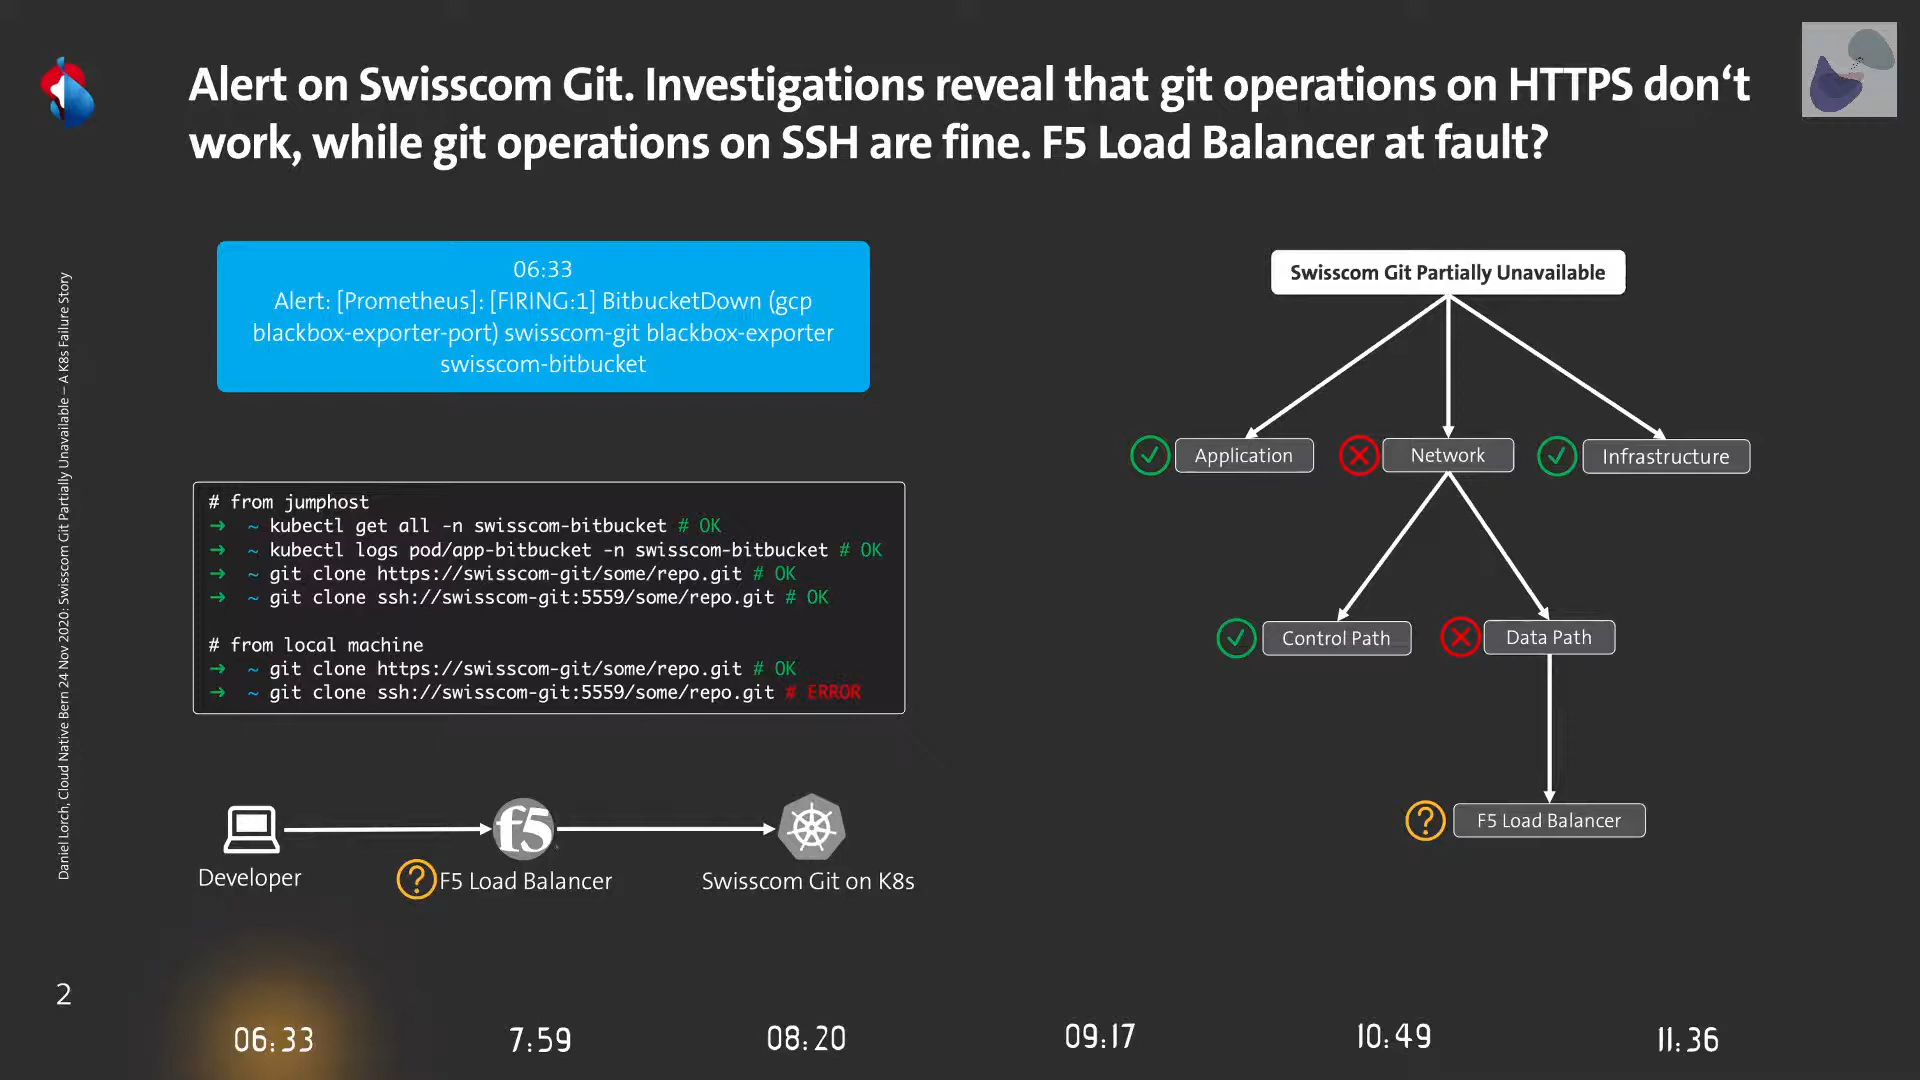 Alert on Swisscom Git. Investigations reveal that git operations on HTTPS don‘t
work, while git operations on SSH are fine. F5 Load Balancer at fault?
06:33
Alert: [Prometheus]: [FIRING:1] BitbucketDown (gcp
blackbox-exporter-port) swisscom-git blackbox-exporter
swisscom-bitbucket
# from jumphost
➜ ~ kubectl get all -n swisscom-bitbucket # OK
➜ ~ kubectl logs pod/app-bitbucket -n swisscom-bitbucket # OK
➜ ~ git clone https://swisscom-git/some/repo.git # OK
➜ ~ git clone ssh://swisscom-git:5559/some/repo.git # OK
# from local machine
➜ ~ git clone https://swisscom-git/some/repo.git # OK
➜ ~ git clone ssh://swisscom-git:5559/some/repo.git # ERROR
f5
Developer
? F5 Load Balancer
Swisscom Git on K8s
Swisscom Git Partially Unavailable
Application
Network
Infrastructure
Control Path
Data Path
? F5 Load Balancer
Daniel Lorch, Cloud Native Bern 24 Nov 2020: Swisscom Git Partially Unavailable – A K8s Failure Story
2
06:33
7:59
08:20
09:17
10:49
11:36